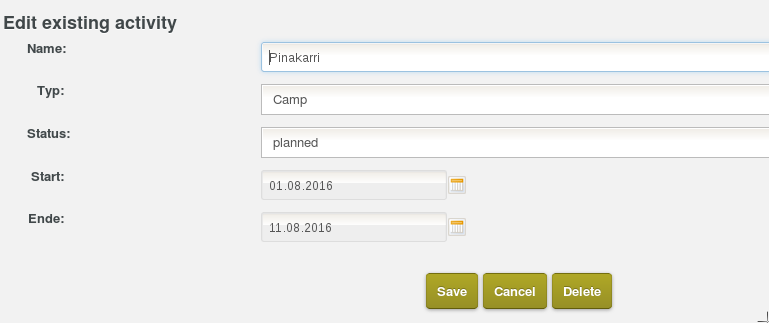 Edit existing activity
Name: Pinakarri
Typ: Camp
Status: planned
Start: 01.08.2016
Ende: 11.08.2016
Save Cancel Delete